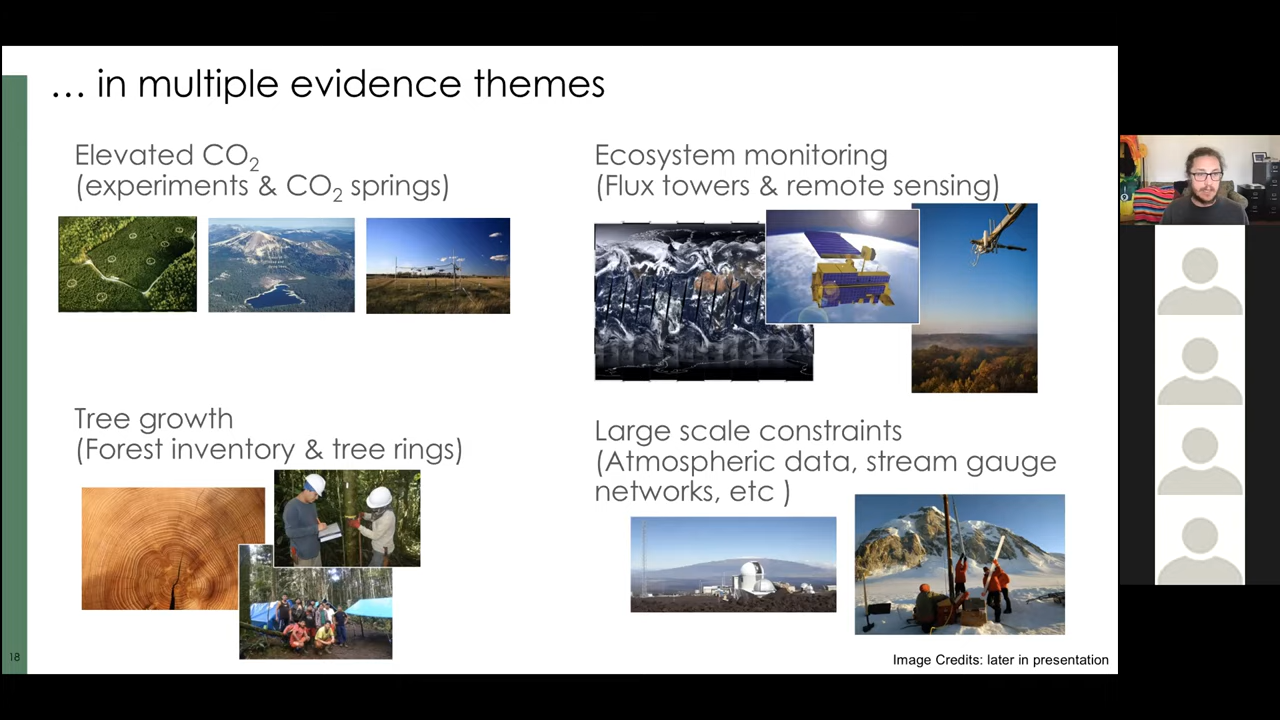 … in multiple evidence themes
Elevated CO₂
(experiments & CO₂ springs)
Ecosystem monitoring
(Flux towers & remote sensing)
Tree growth
(Forest inventory & tree rings)
Large scale constraints
(Atmospheric data, stream gauge
networks, etc )
18
Image Credits: later in presentation